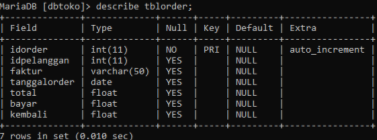 MariaDB [dbtoko]> describe tblorder;
+--------------+-------------+------+-----+---------+----------------+
| Field        | Type        | Null | Key | Default | Extra          |
+--------------+-------------+------+-----+---------+----------------+
| idorder      | int(11)     | NO   | PRI | NULL    | auto_increment |
| idpelanggan  | int(11)     | YES  |     | NULL    |                |
| faktur       | varchar(50) | YES  |     | NULL    |                |
| tanggalorder | date        | YES  |     | NULL    |                |
| total        | float       | YES  |     | NULL    |                |
| bayar        | float       | YES  |     | NULL    |                |
| kembali      | float       | YES  |     | NULL    |                |
+--------------+-------------+------+-----+---------+----------------+
7 rows in set (0.010 sec)